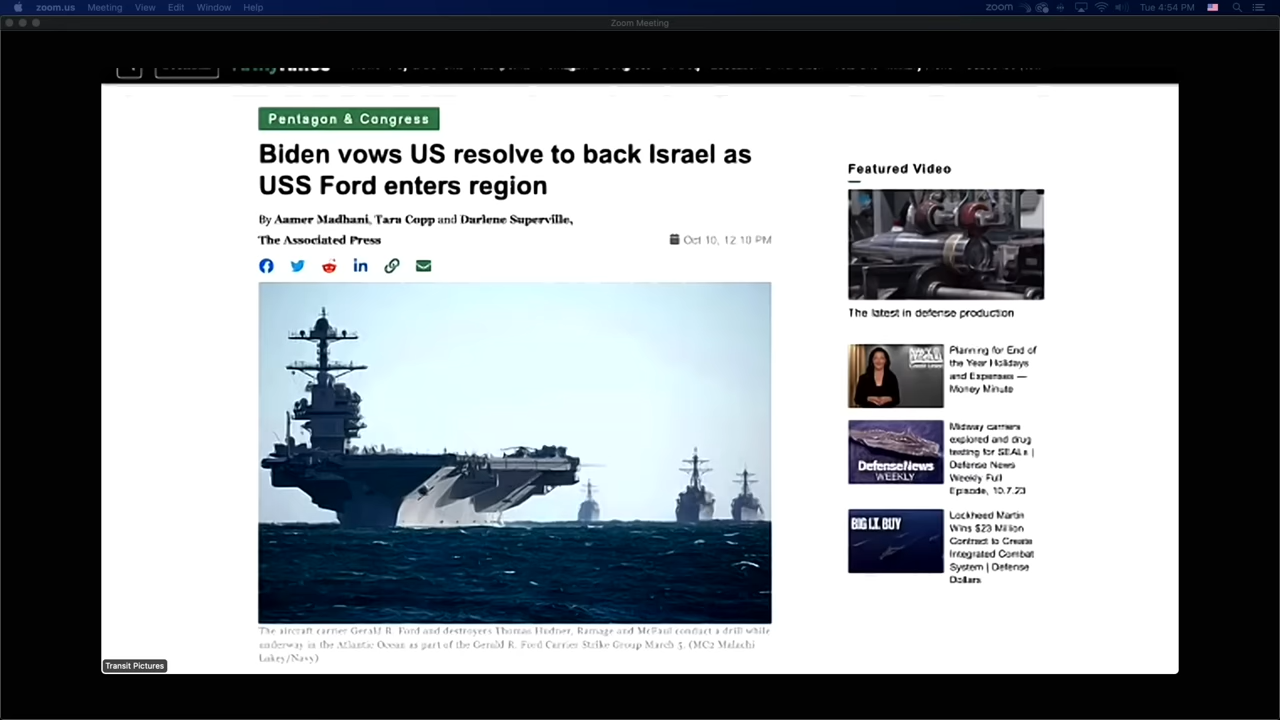 zoom.us Meeting View Edit Window Help
zoom Tue 4:54 PM
Zoom Meeting
Pentagon & Congress
Biden vows US resolve to back Israel as
USS Ford enters region
By Aamer Madhani, Tara Copp and Darlene Superville,
The Associated Press
Oct 10, 12:10 PM
The aircraft carrier Gerald R. Ford and destroyers Thomas Hudner, Ramage and McFaul conduct a drill while
underway in the Atlantic Ocean as part of the Gerald R. Ford Carrier Strike Group March 5. (MC2 Malachi
Lakey/Navy)
Featured Video
The latest in defense production
Planning for End of
the Year Holidays
and Expenses —
Money Minute
DefenseNews
WEEKLY
Midway carriers
explored and drug
testing for SEALs |
Defense News
Weekly Full
Episode, 10.7.23
BIG I.T. BUY
Lockheed Martin
Wins $23 Million
Contract to Create
Integrated Combat
System | Defense
Dollars
Transit Pictures